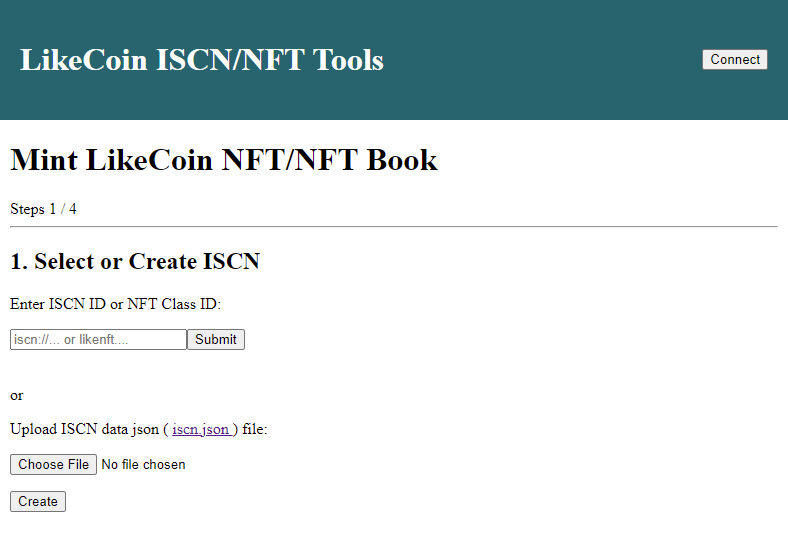 LikeCoin ISCN/NFT Tools
Connect
Mint LikeCoin NFT/NFT Book
Steps 1 / 4
1. Select or Create ISCN
Enter ISCN ID or NFT Class ID:
iscn://... or likenft.... Submit
or
Upload ISCN data json ( iscn.json ) file:
Choose File No file chosen
Create